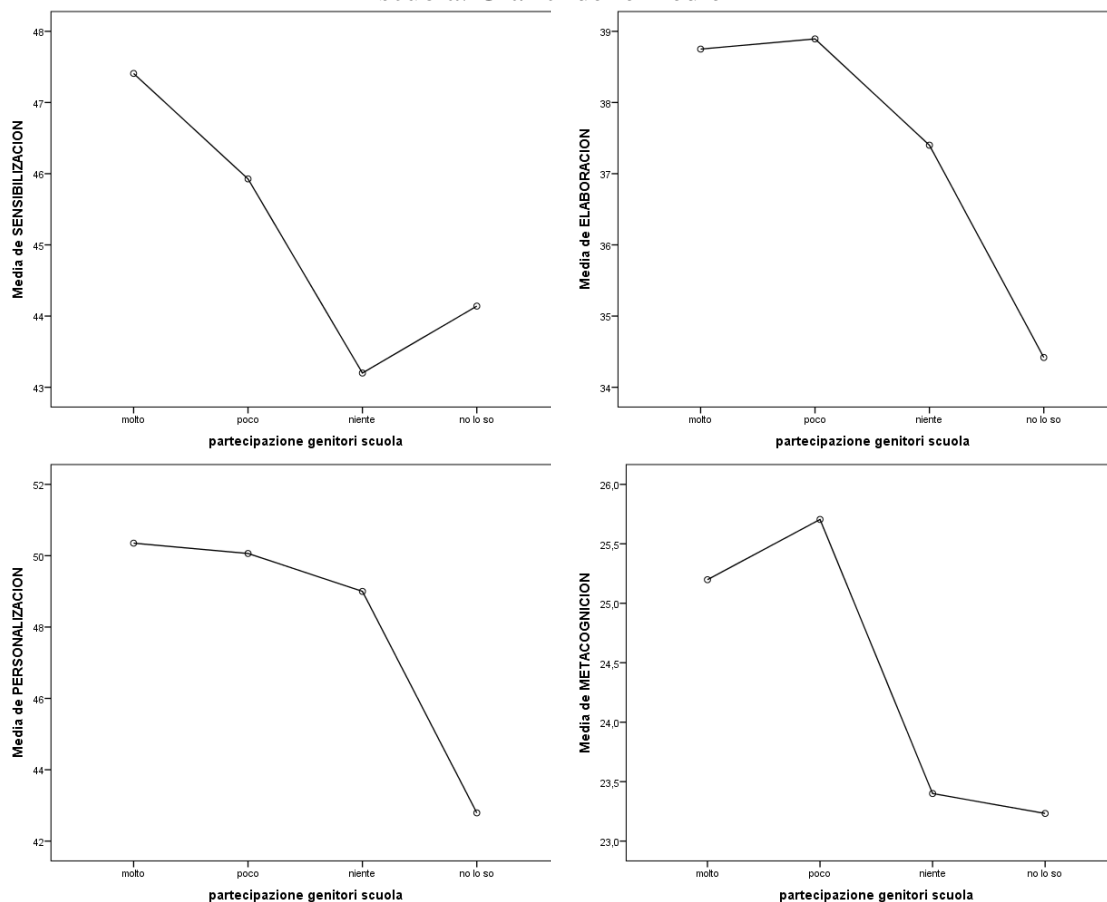 48
47
46
45
44
43
Media de SENSIBILIZACION
molto poco niente no lo so
partecipazione genitori scuola
39
38
37
36
35
34
Media de ELABORACION
molto poco niente no lo so
partecipazione genitori scuola
52
50
48
46
44
42
Media de PERSONALIZACION
molto poco niente no lo so
partecipazione genitori scuola
26,0
25,5
25,0
24,5
24,0
23,5
23,0
Media de METACOGNICION
molto poco niente no lo so
partecipazione genitori scuola